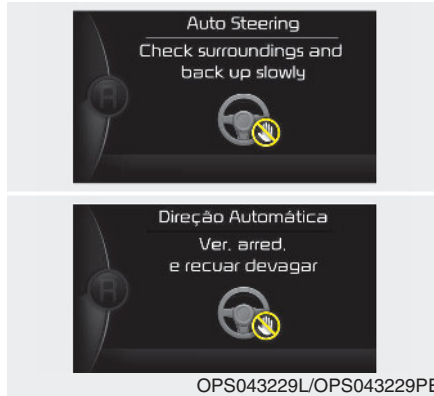 Auto Steering
Check surroundings and
back up slowly
Direção Automática
Ver. arred.
e recuar devagar
OPS043229L/OPS043229PE